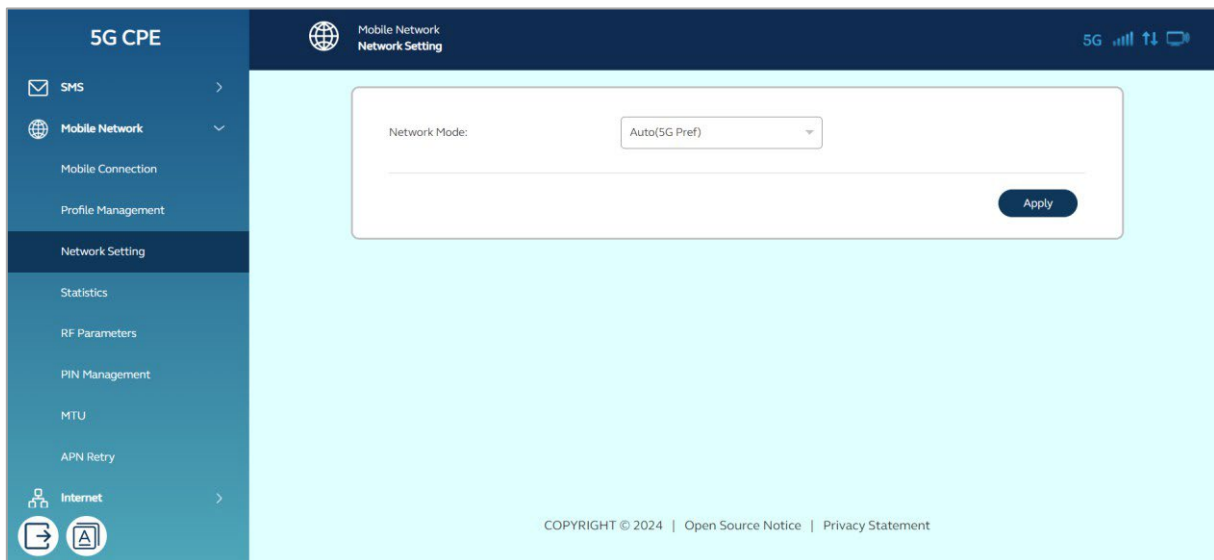 5G CPE
Mobile Network
Network Setting
5G
SMS
Mobile Network
Mobile Connection
Profile Management
Network Setting
Statistics
RF Parameters
PIN Management
MTU
APN Retry
Internet
A
Network Mode: Auto(5G Pref)
Apply
COPYRIGHT © 2024 | Open Source Notice | Privacy Statement